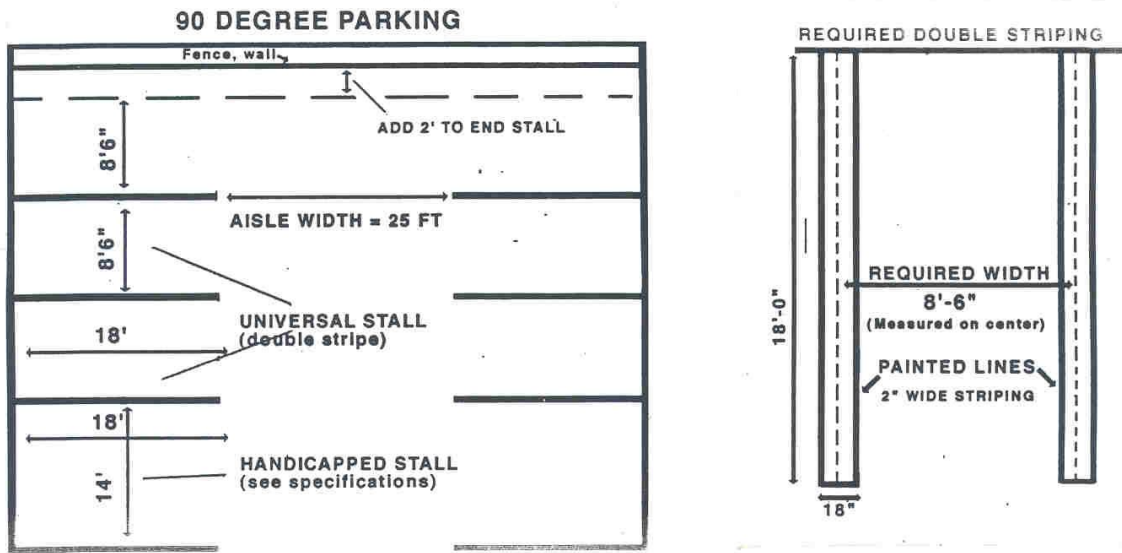 90 DEGREE PARKING
Fence, wall
ADD 2' TO END STALL
8'6"
AISLE WIDTH = 25 FT
8'6"
UNIVERSAL STALL
(double stripe)
18'
18'
HANDICAPPED STALL
(see specifications)
14'
REQUIRED DOUBLE STRIPING
REQUIRED WIDTH
8'-6"
(Measured on center)
18'-0"
PAINTED LINES
2" WIDE STRIPING
18"